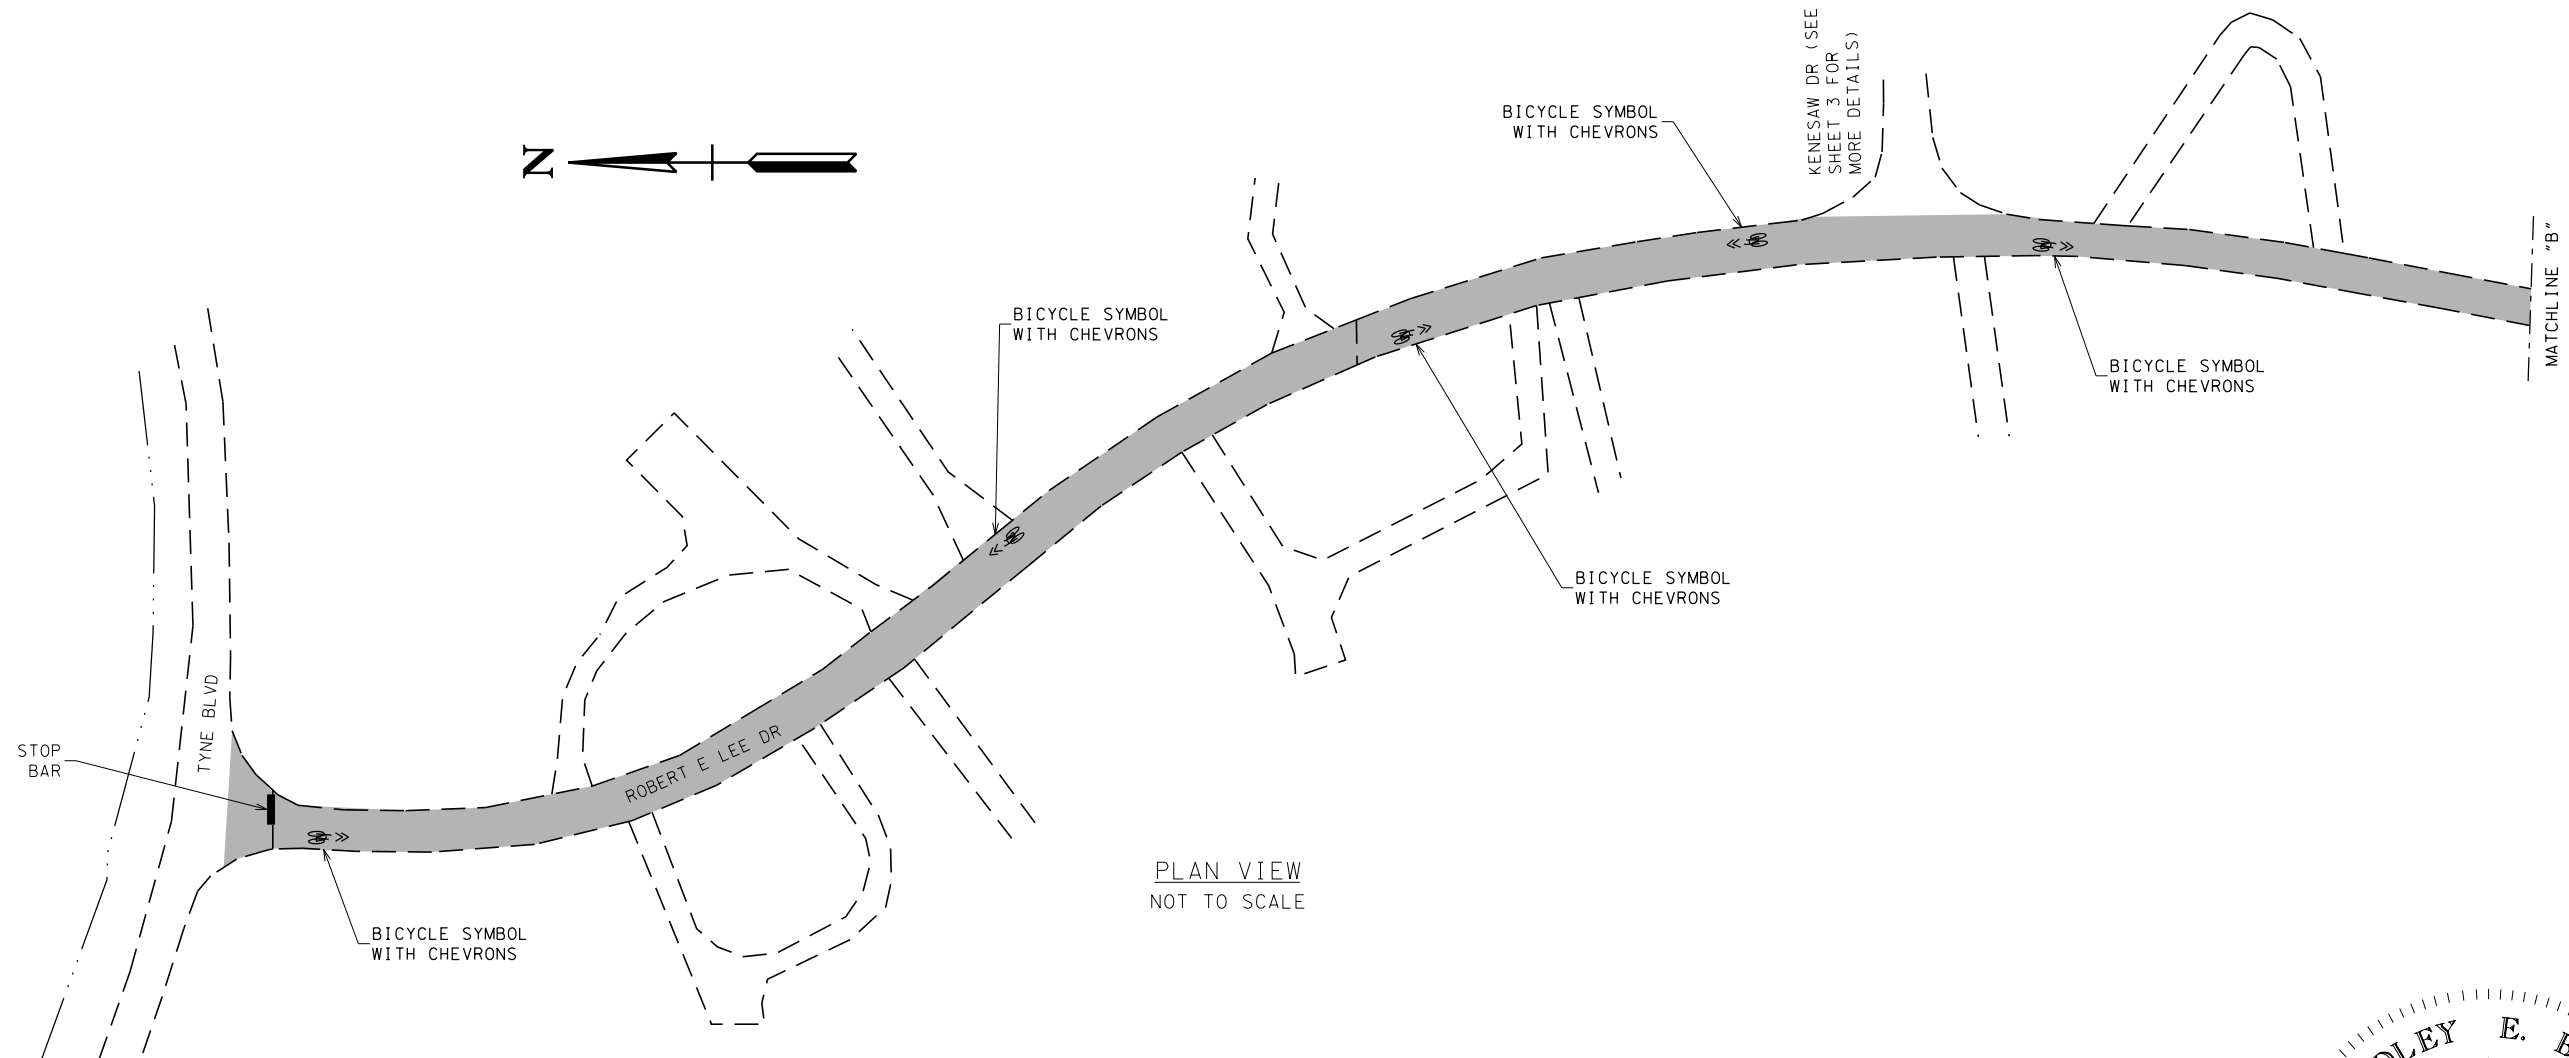 KENESAW DR (SEE
SHEET 3 FOR
MORE DETAILS)
BICYCLE SYMBOL
WITH CHEVRONS
N
MATCHLINE "B"
BICYCLE SYMBOL
WITH CHEVRONS
BICYCLE SYMBOL
WITH CHEVRONS
BICYCLE SYMBOL
WITH CHEVRONS
TYNE BLVD
STOP
BAR
ROBERT E LEE DR
PLAN VIEW
NOT TO SCALE
BICYCLE SYMBOL
WITH CHEVRONS
E.